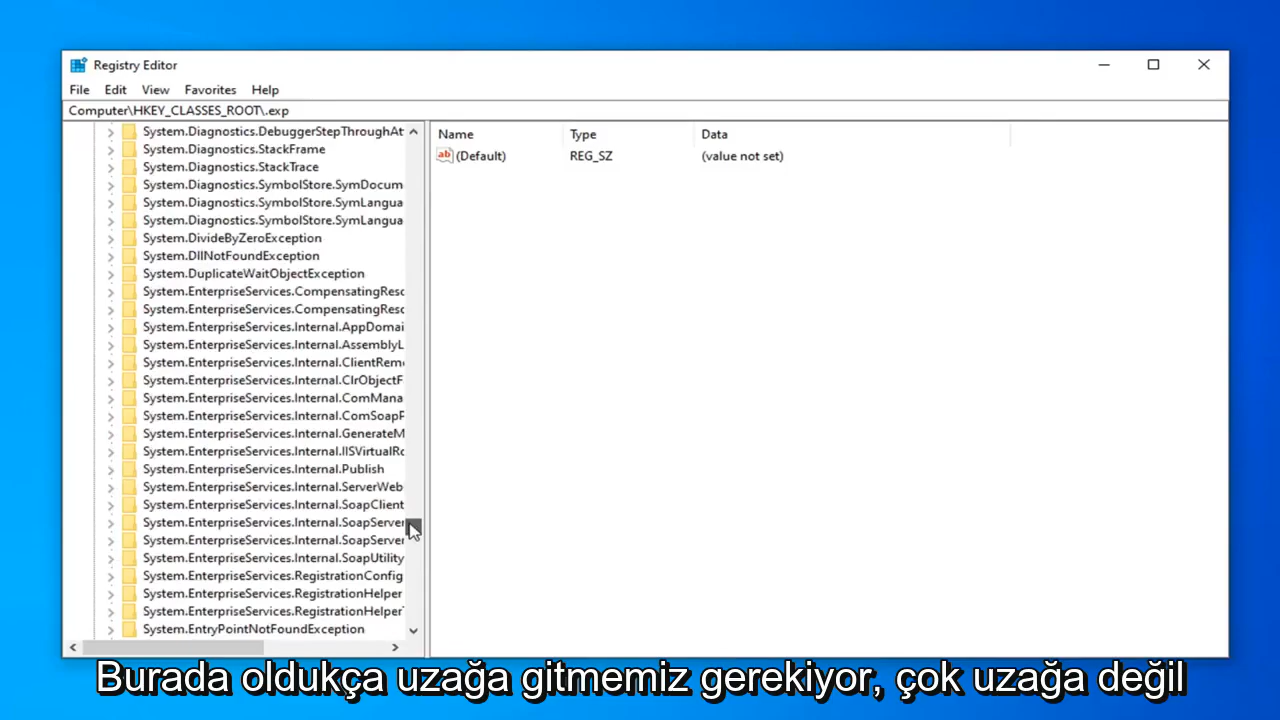 Registry Editor
File Edit View Favorites Help
Computer\HKEY_CLASSES_ROOT\.exp
Name Type Data
(Default) REG_SZ (value not set)
System.Diagnostics.DebuggerStepThroughAt
System.Diagnostics.StackFrame
System.Diagnostics.StackTrace
System.Diagnostics.SymbolStore.SymDocum
System.Diagnostics.SymbolStore.SymLangua
System.Diagnostics.SymbolStore.SymLangua
System.DivideByZeroException
System.DllNotFoundException
System.DuplicateWaitObjectException
System.EnterpriseServices.CompensatingReso
System.EnterpriseServices.CompensatingReso
System.EnterpriseServices.Internal.AppDomai
System.EnterpriseServices.Internal.AssemblyL
System.EnterpriseServices.Internal.ClientRem
System.EnterpriseServices.Internal.ClrObjectF
System.EnterpriseServices.Internal.ComMana
System.EnterpriseServices.Internal.ComSoapP
System.EnterpriseServices.Internal.GenerateM
System.EnterpriseServices.Internal.IISVirtualRo
System.EnterpriseServices.Internal.Publish
System.EnterpriseServices.Internal.ServerWeb
System.EnterpriseServices.Internal.SoapClient
System.EnterpriseServices.Internal.SoapServer
System.EnterpriseServices.Internal.SoapServer
System.EnterpriseServices.Internal.SoapUtility
System.EnterpriseServices.RegistrationConfig
System.EnterpriseServices.RegistrationHelper
System.EnterpriseServices.RegistrationHelperT
System.EntryPointNotFoundException
Burada oldukça uzağa gitmemiz gerekiyor, çok uzağa değil